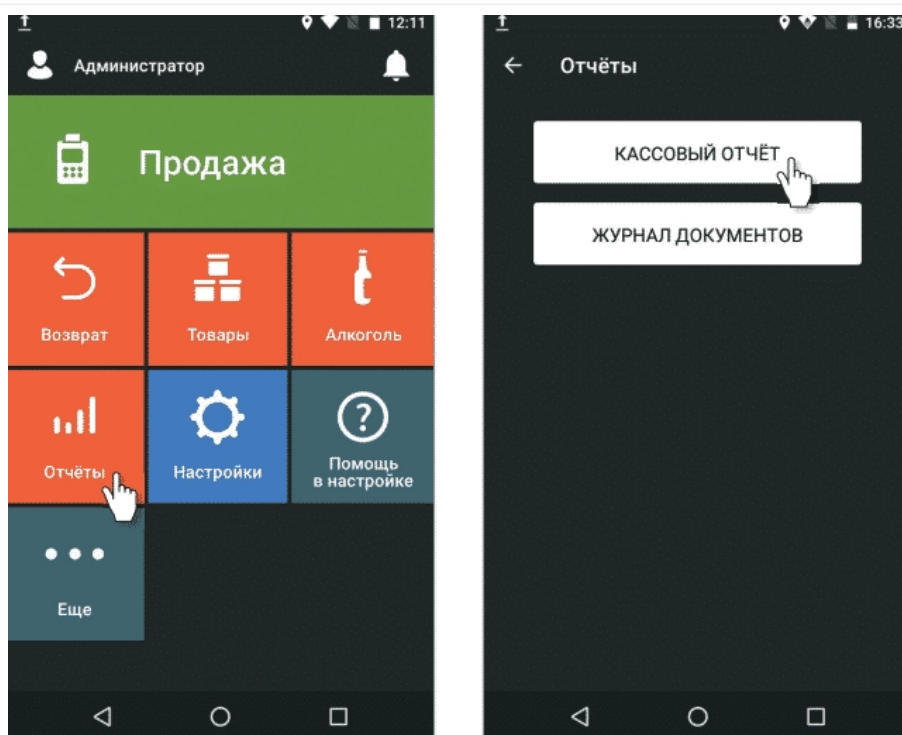 12:11
Администратор
Продажа
Возврат
Товары
Алкоголь
Отчёты
Настройки
Помощь
в настройке
Еще
16:33
Отчёты
КАССОВЫЙ ОТЧЁТ
ЖУРНАЛ ДОКУМЕНТОВ